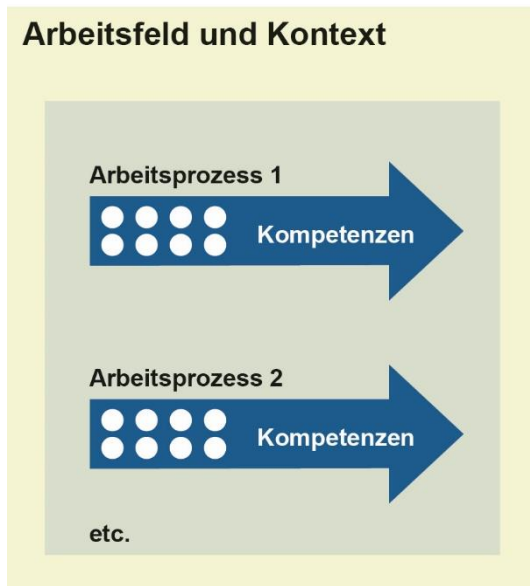 Arbeitsfeld und Kontext
Arbeitsprozess 1
Kompetenzen
Arbeitsprozess 2
Kompetenzen
etc.